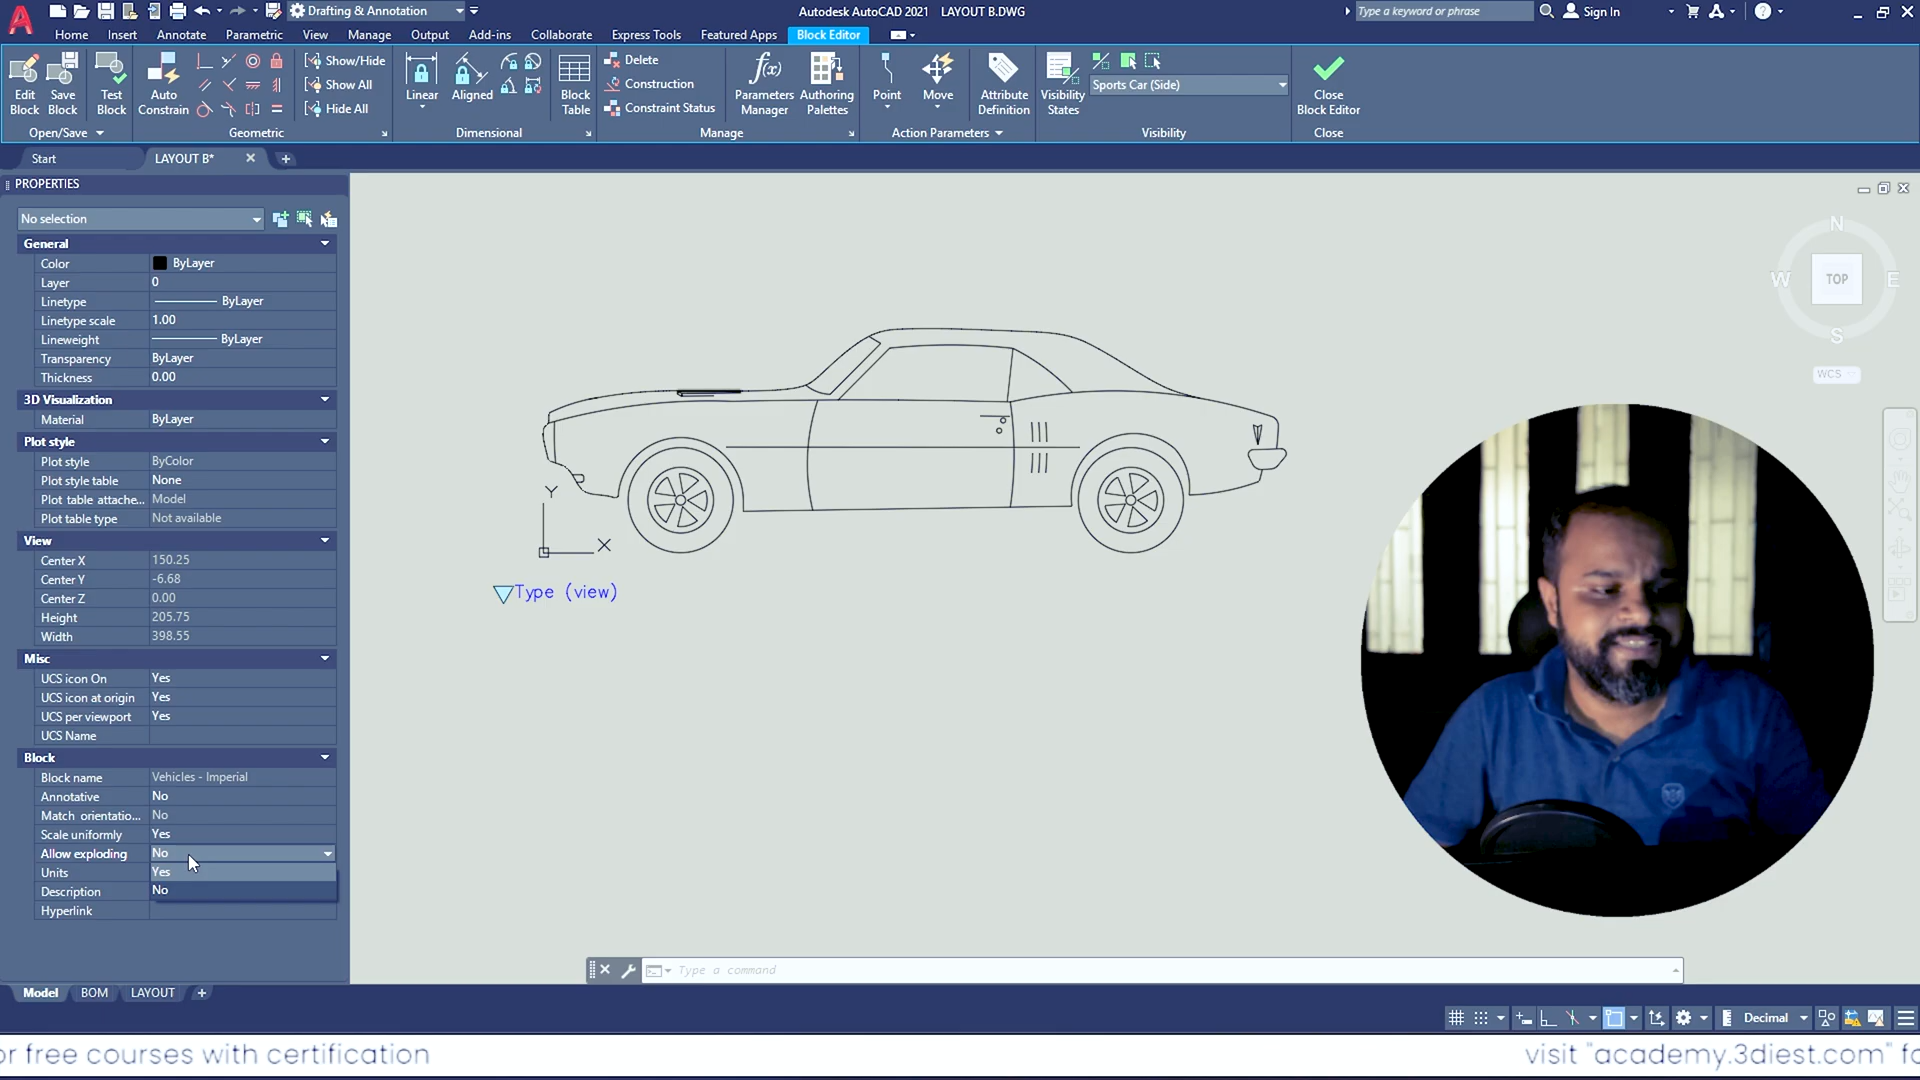 Drafting & Annotation
Autodesk AutoCAD 2021 LAYOUT B.DWG
Type a keyword or phrase
Sign In
Home Insert Annotate Parametric View Manage Output Add-ins Collaborate Express Tools Featured Apps Block Editor
Edit Block
Save Block
Test Block
Auto Constrain
Show/Hide
Show All
Hide All
Linear
Aligned
Block Table
Delete
Construction
Constraint Status
Parameters Manager
Authoring Palettes
Point
Move
Attribute Definition
Visibility States
Sports Car (Side)
Close Block Editor
Open/Save Geometric Dimensional Manage Action Parameters Visibility Close
Start LAYOUT B*
PROPERTIES
No selection
General
Color ByLayer
Layer 0
Linetype ByLayer
Linetype scale 1.00
Lineweight ByLayer
Transparency ByLayer
Thickness 0.00
3D Visualization
Material ByLayer
Plot style
Plot style ByColor
Plot style table None
Plot table attache... Model
Plot table type Not available
View
Center X 150.25
Center Y -6.68
Center Z 0.00
Height 205.75
Width 398.55
Misc
UCS icon On Yes
UCS icon at origin Yes
UCS per viewport Yes
UCS Name
Block
Block name Vehicles - Imperial
Annotative No
Match orientatio... No
Scale uniformly Yes
Allow exploding No
Units Yes
Description No
Hyperlink
Y
X
Type (view)
N
W TOP E
S
WCS
Type a command
Model BOM LAYOUT
Decimal
or free courses with certification
visit "academy.3diest.com" fo